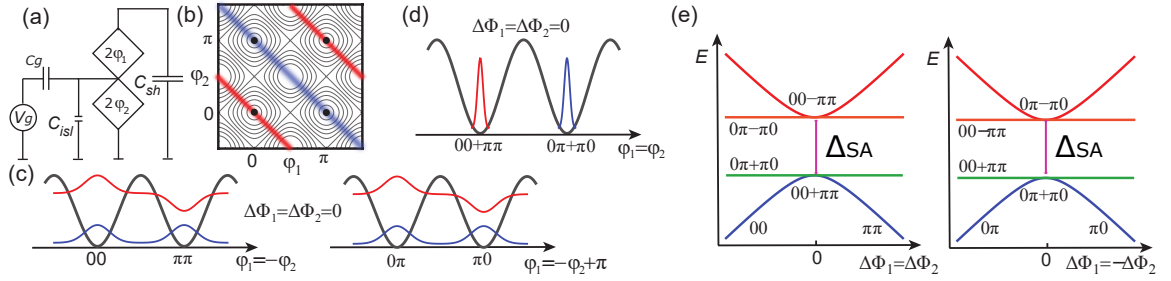 (a)
2φ1
Cg
Csh
Vg
2φ2
Cisl
(b)
π
φ2
0
0
φ1
π
(c)
ΔΦ1=ΔΦ2=0
00
ππ
φ1=-φ2
0π
π0
φ1=-φ2+π
(d)
ΔΦ1=ΔΦ2=0
00+ππ
0π+π0
φ1=φ2
(e)
E
00-ππ
0π-π0
ΔSA
0π+π0
00+ππ
00
ππ
0
ΔΦ1=ΔΦ2
E
0π-π0
00-ππ
ΔSA
00+ππ
0π+π0
0π
π0
0
ΔΦ1=-ΔΦ2